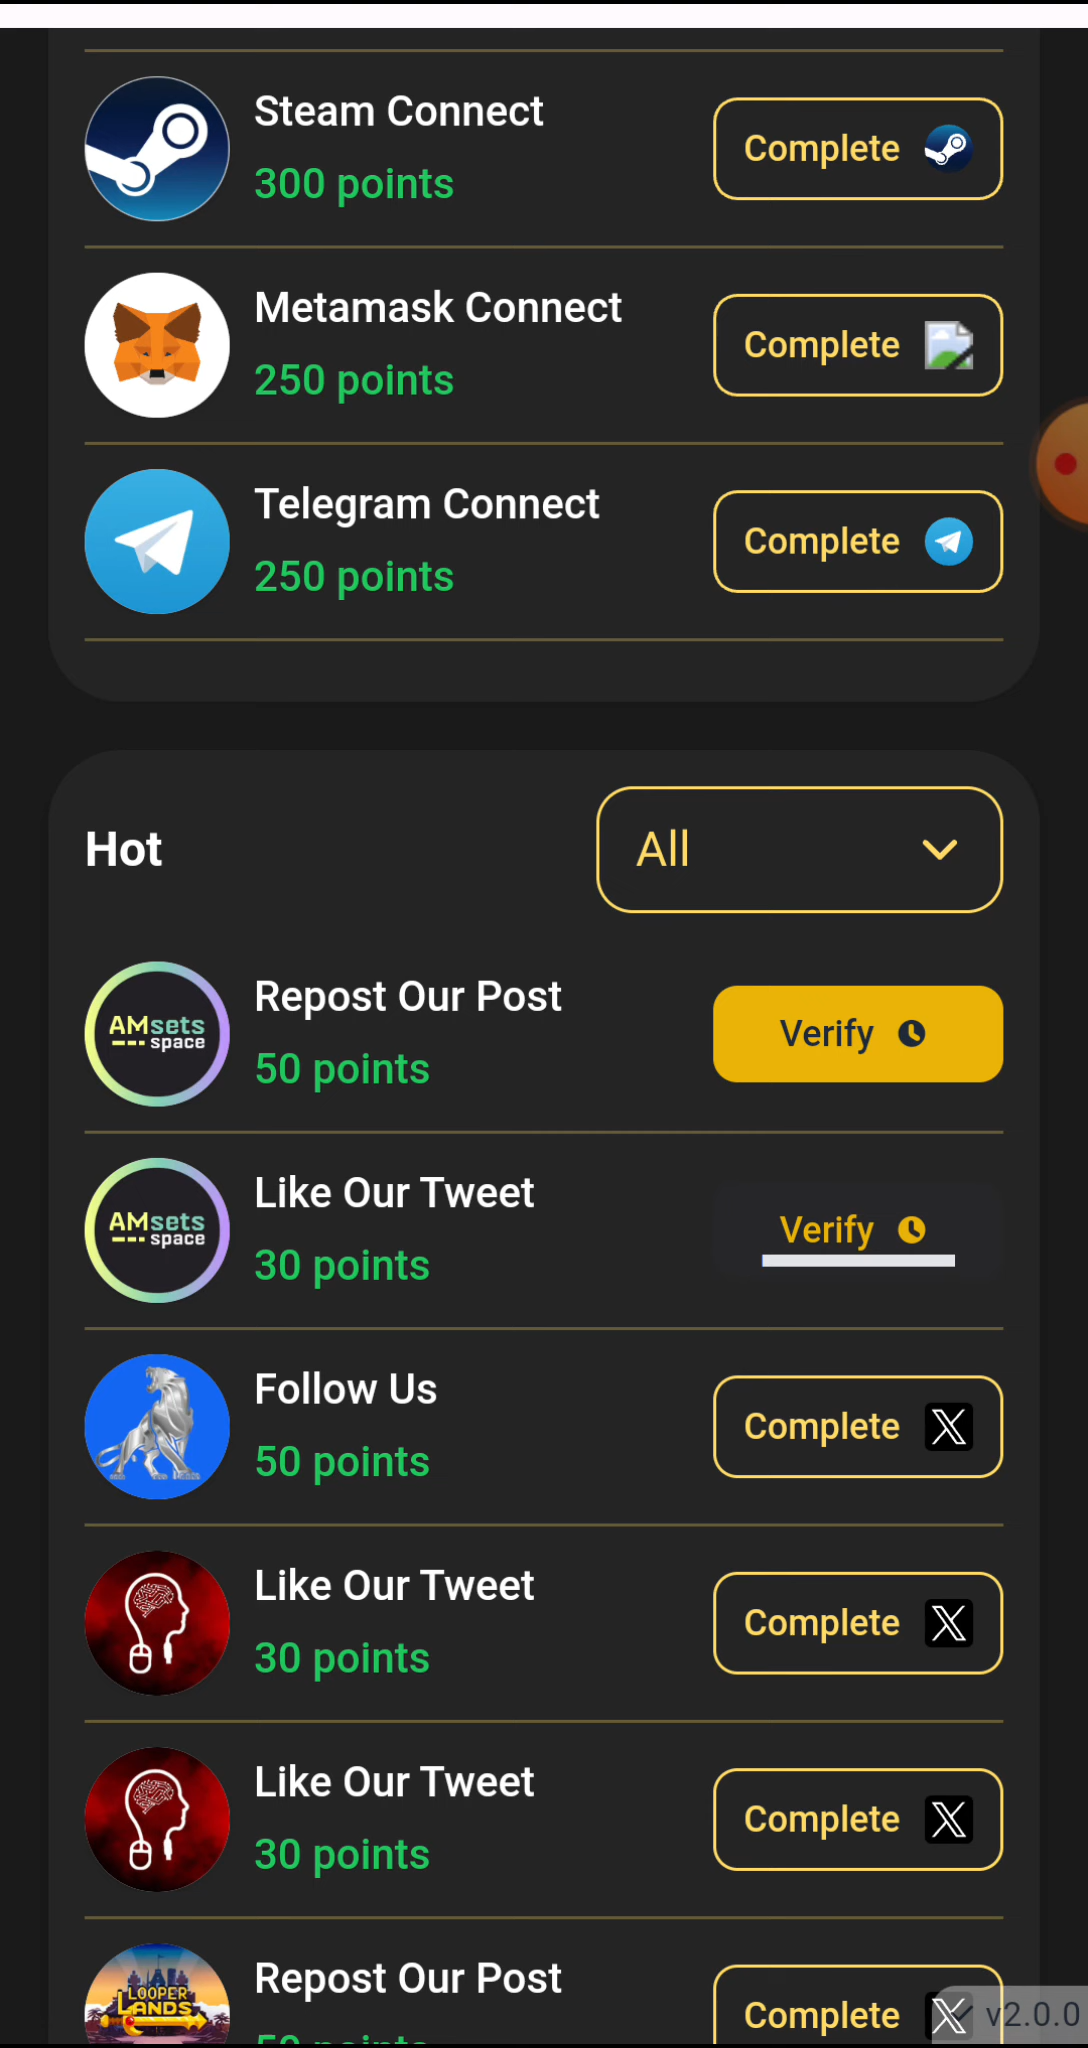 Steam Connect
300 points
Complete
Metamask Connect
250 points
Complete
Telegram Connect
250 points
Complete
Hot
All
AMsets
space
Repost Our Post
50 points
Verify
AMsets
space
Like Our Tweet
30 points
Verify
Follow Us
50 points
Complete
Like Our Tweet
30 points
Complete
Like Our Tweet
30 points
Complete
LOOPER
LANDS
Repost Our Post
50 points
Complete
v2.0.0